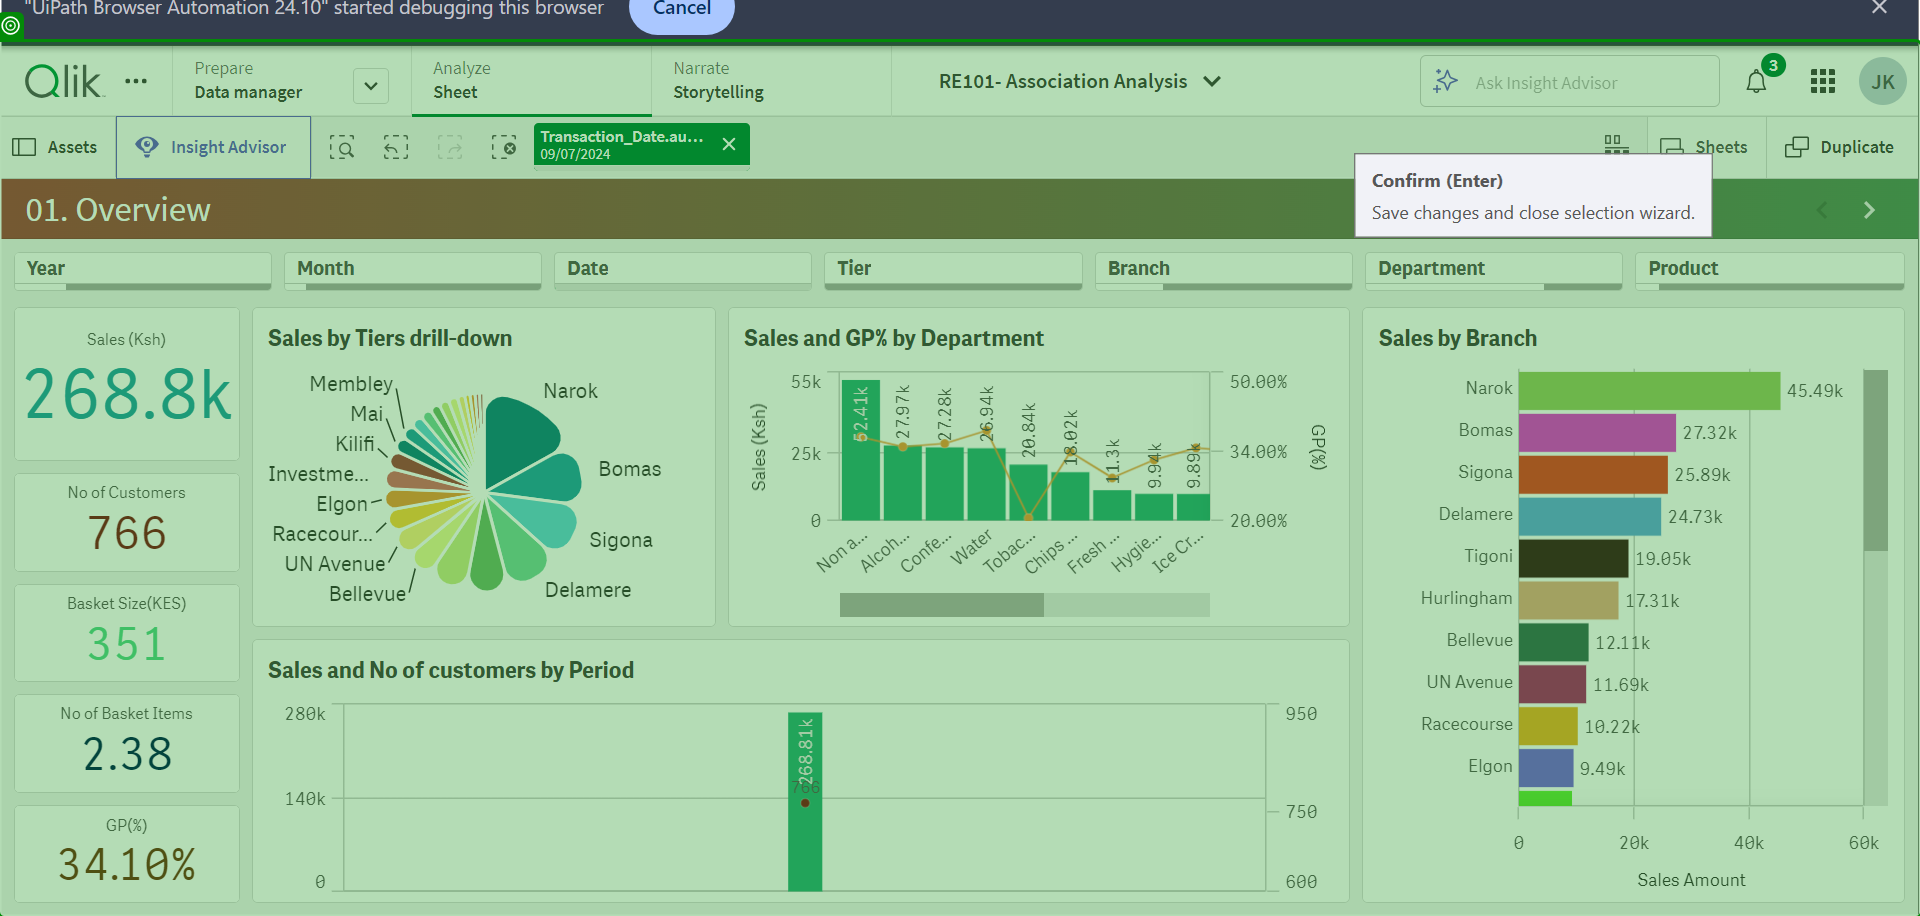 "UiPath Browser Automation 24.10" started debugging this browser
Cancel
Qlik
Prepare
Data manager
Analyze
Sheet
Narrate
Storytelling
RE101- Association Analysis
Ask Insight Advisor
3
JK
Assets
Insight Advisor
Transaction_Date.au...
09/07/2024
Sheets
Duplicate
Confirm (Enter)
Save changes and close selection wizard.
01. Overview
Year
Month
Date
Tier
Branch
Department
Product
Sales (Ksh)
268.8k
No of Customers
766
Basket Size(KES)
351
No of Basket Items
2.38
GP(%)
34.10%
Sales by Tiers drill-down
Membley
Mai
Kilifi
Investme...
Elgon
Racecour...
UN Avenue
Bellevue
Narok
Bomas
Sigona
Delamere
Sales and GP% by Department
Sales (Ksh)
55k
25k
0
52.41k
27.97k
27.28k
26.94k
20.84k
18.02k
11.3k
9.94k
9.89k
50.00%
34.00%
20.00%
GP(%)
Non a...
Alcoh...
Confe...
Water
Tobac...
Chips ...
Fresh ...
Hygie...
Ice Cr...
Sales and No of customers by Period
280k
140k
0
268.81k
766
950
750
600
Sales by Branch
Narok 45.49k
Bomas 27.32k
Sigona 25.89k
Delamere 24.73k
Tigoni 19.05k
Hurlingham 17.31k
Bellevue 12.11k
UN Avenue 11.69k
Racecourse 10.22k
Elgon 9.49k
0 20k 40k 60k
Sales Amount